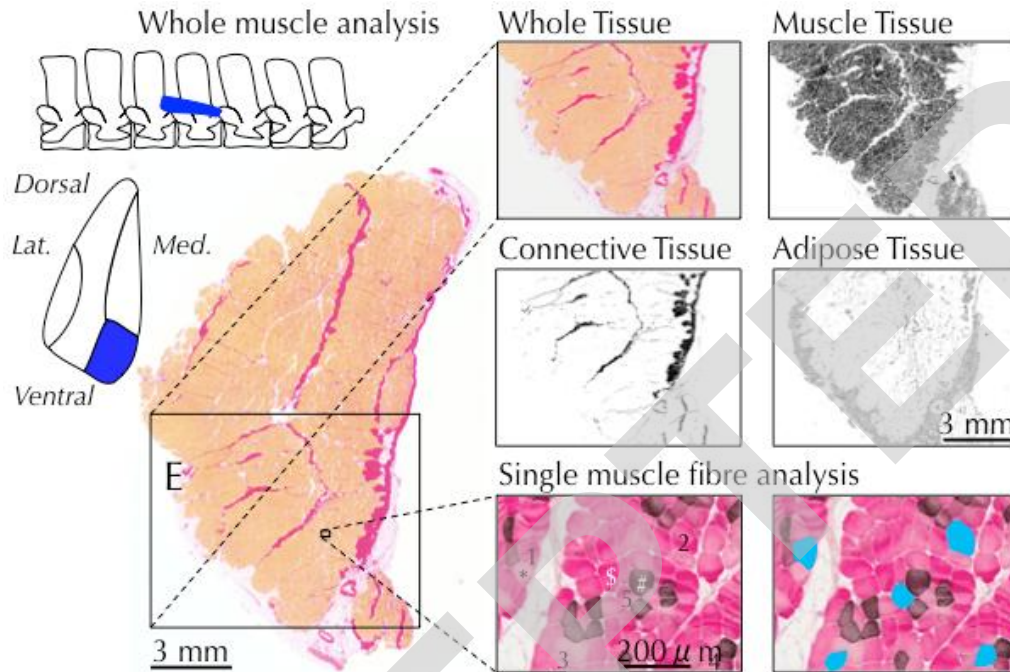 Whole muscle analysis
Whole Tissue
Muscle Tissue
Dorsal
Lat.
Med.
Ventral
Connective Tissue
Adipose Tissue
3 mm
E
Single muscle fibre analysis
1
*
2
$
#
5
3
4
200 μm
3 mm